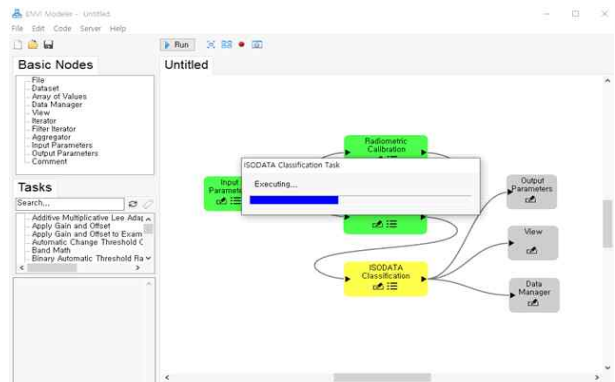 ENVI Modeler - Untitled
File Edit Code Server Help
Run
Basic Nodes
Untitled
File
Dataset
Array of Values
Data Manager
View
Iterator
Filter Iterator
Aggregator
Input Parameters
Output Parameters
Comment
Tasks
Search...
Additive Multiplicative Lee Adap
Apply Gain and Offset
Apply Gain and Offset to Exam
Automatic Change Threshold C
Band Math
Binary Automatic Threshold Ra
Radiometric
Calibration
ISODATA Classification Task
Executing...
Input
Paramete
Output
Parameters
View
ISODATA
Classification
Data
Manager